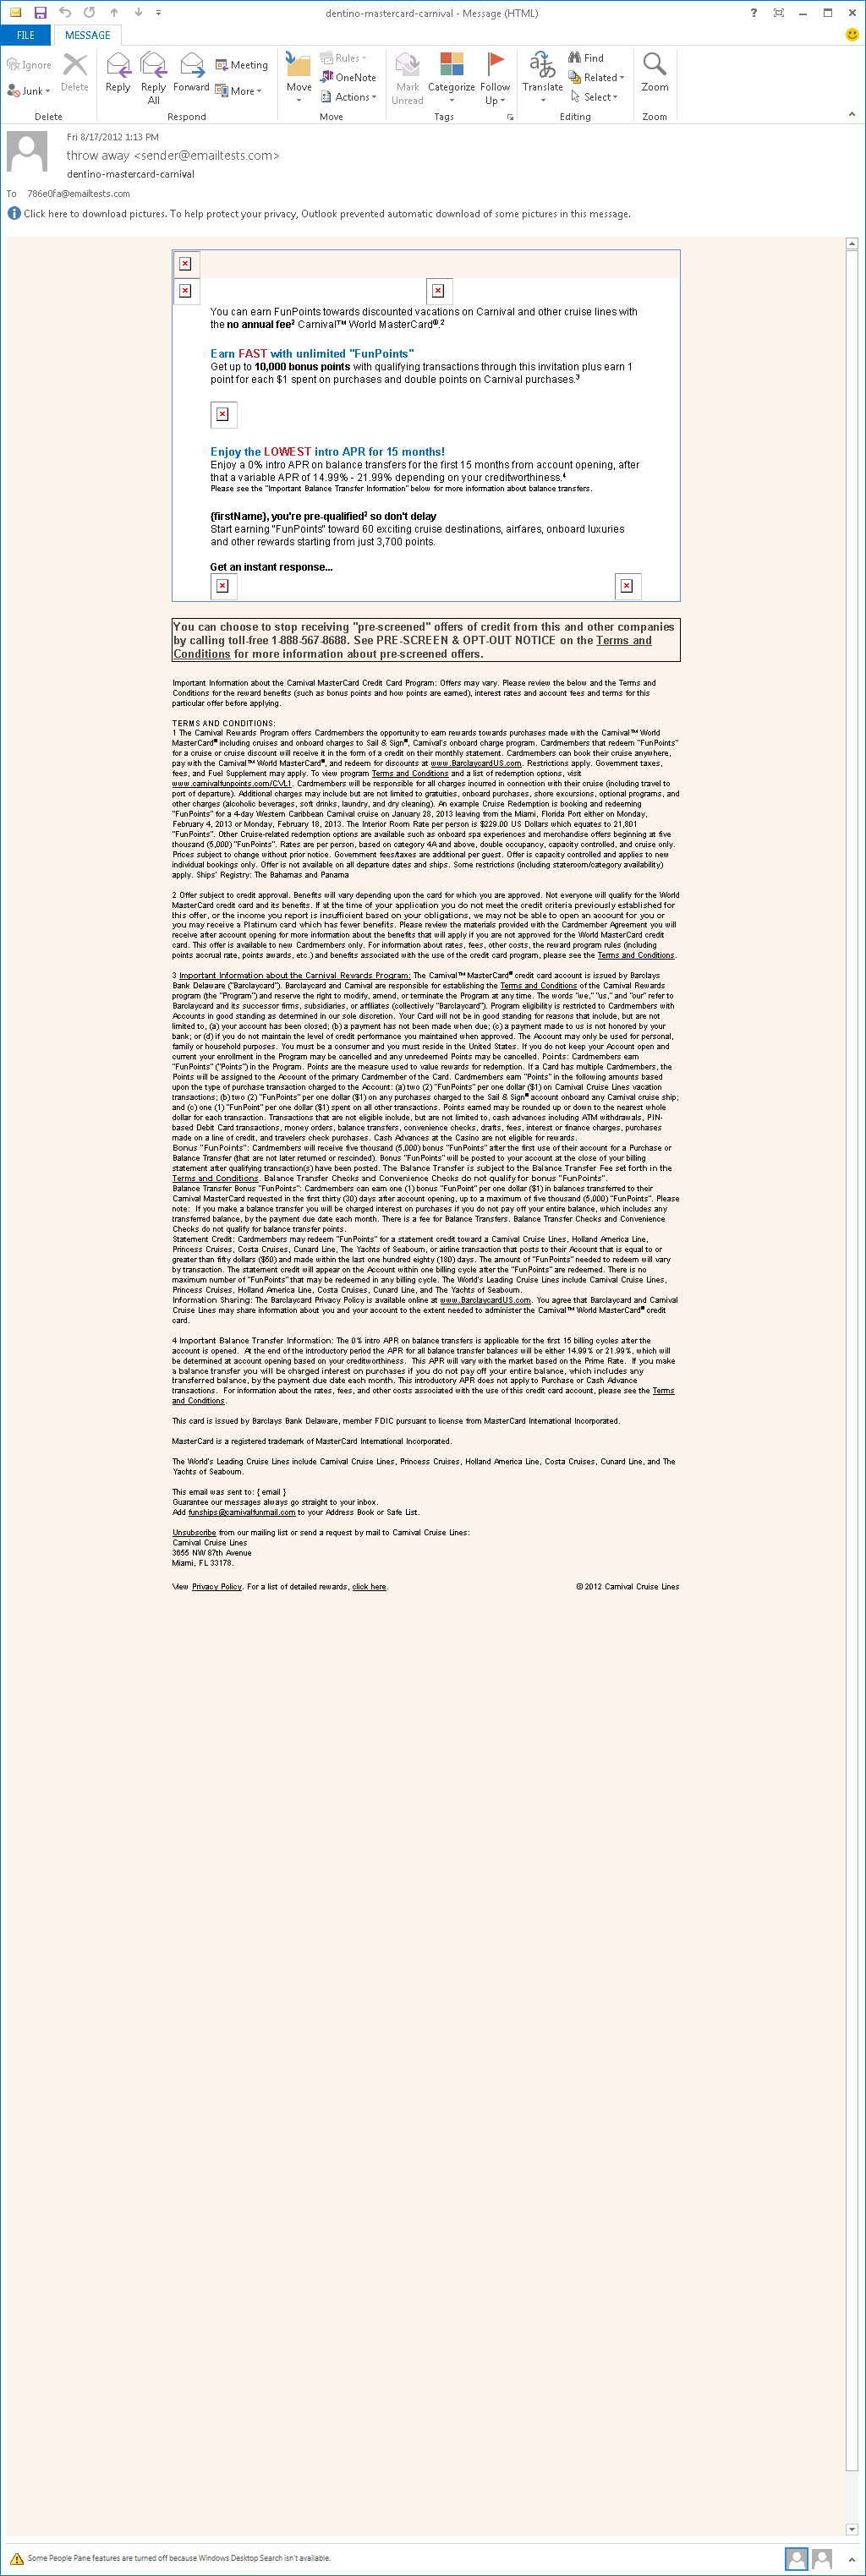 dentino-mastercard-carnival - Message (HTML)
FILE
MESSAGE
Ignore
Junk
Delete
Delete
Reply
Reply All
Forward
Meeting
More
Respond
Move
Rules
OneNote
Actions
Move
Mark Unread
Categorize
Follow Up
Tags
Translate
Find
Related
Select
Editing
Zoom
Zoom
Fri 8/17/2012 1:13 PM
throw away <sender@emailtests.com>
dentino-mastercard-carnival
To 786e0fa@emailtests.com
Click here to download pictures. To help protect your privacy, Outlook prevented automatic download of some pictures in this message.
You can earn FunPoints towards discounted vacations on Carnival and other cruise lines with
the no annual fee² Carnival™ World MasterCard®.²
Earn FAST with unlimited "FunPoints"
Get up to 10,000 bonus points with qualifying transactions through this invitation plus earn 1
point for each $1 spent on purchases and double points on Carnival purchases.³
Enjoy the LOWEST intro APR for 15 months!
Enjoy a 0% intro APR on balance transfers for the first 15 months from account opening, after
that a variable APR of 14.99% - 21.99% depending on your creditworthiness.⁴
Please see the "Important Balance Transfer Information" below for more information about balance transfers.
{firstName}, you're pre-qualified² so don't delay
Start earning "FunPoints" toward 60 exciting cruise destinations, airfares, onboard luxuries
and other rewards starting from just 3,700 points.
Get an instant response...
You can choose to stop receiving "pre-screened" offers of credit from this and other companies
by calling toll-free 1-888-567-8688. See PRE-SCREEN & OPT-OUT NOTICE on the Terms and
Conditions for more information about pre-screened offers.
Important Information about the Carnival MasterCard Credit Card Program: Offers may vary. Please review the below and the Terms and
Conditions for the reward benefits (such as bonus points and how points are earned), interest rates and account fees and terms for this
particular offer before applying.
TERMS AND CONDITIONS:
1 The Carnival Rewards Program offers Cardmembers the opportunity to earn rewards towards purchases made with the Carnival™ World
MasterCard® including cruises and onboard charges to Sail & Sign®, Carnival's onboard charge program. Cardmembers that redeem "FunPoints"
for a cruise or cruise discount will receive it in the form of a credit on their monthly statement. Cardmembers can book their cruise anywhere,
pay with the Carnival™ World MasterCard®, and redeem for discounts at www.BarclaycardUS.com. Restrictions apply. Government taxes,
fees, and Fuel Supplement may apply. To view program Terms and Conditions and a list of redemption options, visit
www.carnivalfunpoints.com/CVL1. Cardmembers will be responsible for all charges incurred in connection with their cruise (including travel to
port of departure). Additional charges may include but are not limited to gratuities, onboard purchases, shore excursions, optional programs, and
other charges (alcoholic beverages, soft drinks, laundry, and dry cleaning). An example Cruise Redemption is booking and redeeming
"FunPoints" for a 4-day Western Caribbean Carnival cruise on January 28, 2013 leaving from the Miami, Florida Port either on Monday,
February 4, 2013 or Monday, February 18, 2013. The Interior Room Rate per person is $229.00 US Dollars which equates to 21,801
"FunPoints". Other Cruise-related redemption options are available such as onboard spa experiences and merchandise offers beginning at five
thousand (5,000) "FunPoints". Rates are per person, based on category 4A and above, double occupancy, capacity controlled, and cruise only.
Prices subject to change without prior notice. Government fees/taxes are additional per guest. Offer is capacity controlled and applies to new
individual bookings only. Offer is not available on all departure dates and ships. Some restrictions (including stateroom/category availability)
apply. Ships' Registry: The Bahamas and Panama
2 Offer subject to credit approval. Benefits will vary depending upon the card for which you are approved. Not everyone will qualify for the World
MasterCard credit card and its benefits. If at the time of your application you do not meet the credit criteria previously established for
this offer, or the income you report is insufficient based on your obligations, we may not be able to open an account for you or
you may receive a Platinum card which has fewer benefits. Please review the materials provided with the Cardmember Agreement you will
receive after account opening for more information about the benefits that will apply if you are not approved for the World MasterCard credit
card. This offer is available to new Cardmembers only. For information about rates, fees, other costs, the reward program rules (including
points accrual rate, points awards, etc.) and benefits associated with the use of the credit card program, please see the Terms and Conditions.
3 Important Information about the Carnival Rewards Program: The Carnival™ MasterCard® credit card account is issued by Barclays
Bank Delaware ("Barclaycard"). Barclaycard and Carnival are responsible for establishing the Terms and Conditions of the Carnival Rewards
program (the "Program") and reserve the right to modify, amend, or terminate the Program at any time. The words "we," "us," and "our" refer to
Barclaycard and its successor firms, subsidiaries, or affiliates (collectively "Barclaycard"). Program eligibility is restricted to Cardmembers with
Accounts in good standing as determined in our sole discretion. Your Card will not be in good standing for reasons that include, but are not
limited to, (a) your account has been closed; (b) a payment has not been made when due; (c) a payment made to us is not honored by your
bank; or (d) if you do not maintain the level of credit performance you maintained when approved. The Account may only be used for personal,
family or household purposes. You must be a consumer and you must reside in the United States. If you do not keep your Account open and
current your enrollment in the Program may be cancelled and any unredeemed Points may be cancelled. Points: Cardmembers earn
"FunPoints" ("Points") in the Program. Points are the measure used to value rewards for redemption. If a Card has multiple Cardmembers, the
Points will be assigned to the Account of the primary Cardmember of the Card. Cardmembers earn "Points" in the following amounts based
upon the type of purchase transaction charged to the Account: (a) two (2) "FunPoints" per one dollar ($1) on Carnival Cruise Lines vacation
transactions; (b) two (2) "FunPoints" per one dollar ($1) on any purchases charged to the Sail & Sign® account onboard any Carnival cruise ship;
and (c) one (1) "FunPoint" per one dollar ($1) spent on all other transactions. Points earned may be rounded up or down to the nearest whole
dollar for each transaction. Transactions that are not eligible include, but are not limited to, cash advances including ATM withdrawals, PIN-
based Debit Card transactions, money orders, balance transfers, convenience checks, drafts, fees, interest or finance charges, purchases
made on a line of credit, and travelers check purchases. Cash Advances at the Casino are not eligible for rewards.
Bonus "FunPoints": Cardmembers will receive five thousand (5,000) bonus "FunPoints" after the first use of their account for a Purchase or
Balance Transfer (that are not later returned or rescinded). Bonus "FunPoints" will be posted to your account at the close of your billing
statement after qualifying transaction(s) have been posted. The Balance Transfer is subject to the Balance Transfer Fee set forth in the
Terms and Conditions. Balance Transfer Checks and Convenience Checks do not qualify for bonus "FunPoints".
Balance Transfer Bonus "FunPoints": Cardmembers can earn one (1) bonus "FunPoint" per one dollar ($1) in balances transferred to their
Carnival MasterCard requested in the first thirty (30) days after account opening, up to a maximum of five thousand (5,000) "FunPoints". Please
note: If you make a balance transfer you will be charged interest on purchases if you do not pay off your entire balance, which includes any
transferred balance, by the payment due date each month. There is a fee for Balance Transfers. Balance Transfer Checks and Convenience
Checks do not qualify for balance transfer points.
Statement Credit: Cardmembers may redeem "FunPoints" for a statement credit toward a Carnival Cruise Lines, Holland America Line,
Princess Cruises, Costa Cruises, Cunard Line, The Yachts of Seabourn, or airline transaction that posts to their Account that is equal to or
greater than fifty dollars ($50) and made within the last one hundred eighty (180) days. The amount of "FunPoints" needed to redeem will vary
by transaction. The statement credit will appear on the Account within one billing cycle after the "FunPoints" are redeemed. There is no
maximum number of "FunPoints" that may be redeemed in any billing cycle. The World's Leading Cruise Lines include Carnival Cruise Lines,
Princess Cruises, Holland America Line, Costa Cruises, Cunard Line, and The Yachts of Seabourn.
Information Sharing: The Barclaycard Privacy Policy is available online at www.BarclaycardUS.com. You agree that Barclaycard and Carnival
Cruise Lines may share information about you and your account to the extent needed to administer the Carnival™ World MasterCard® credit
card.
4 Important Balance Transfer Information: The 0% intro APR on balance transfers is applicable for the first 15 billing cycles after the
account is opened. At the end of the introductory period the APR for all balance transfer balances will be either 14.99% or 21.99%, which will
be determined at account opening based on your creditworthiness. This APR will vary with the market based on the Prime Rate. If you make
a balance transfer you will be charged interest on purchases if you do not pay off your entire balance, which includes any
transferred balance, by the payment due date each month. This introductory APR does not apply to Purchase or Cash Advance
transactions. For information about the rates, fees, and other costs associated with the use of this credit card account, please see the Terms
and Conditions.
This card is issued by Barclays Bank Delaware, member FDIC pursuant to license from MasterCard International Incorporated.
MasterCard is a registered trademark of MasterCard International Incorporated.
The World's Leading Cruise Lines include Carnival Cruise Lines, Princess Cruises, Holland America Line, Costa Cruises, Cunard Line, and The
Yachts of Seabourn.
This email was sent to: { email }
Guarantee our messages always go straight to your inbox.
Add funships@carnivalfunmail.com to your Address Book or Safe List.
Unsubscribe from our mailing list or send a request by mail to Carnival Cruise Lines:
Carnival Cruise Lines
3655 NW 87th Avenue
Miami, FL 33178.
View Privacy Policy. For a list of detailed rewards, click here.
© 2012 Carnival Cruise Lines
Some People Pane features are turned off because Windows Desktop Search isn't available.